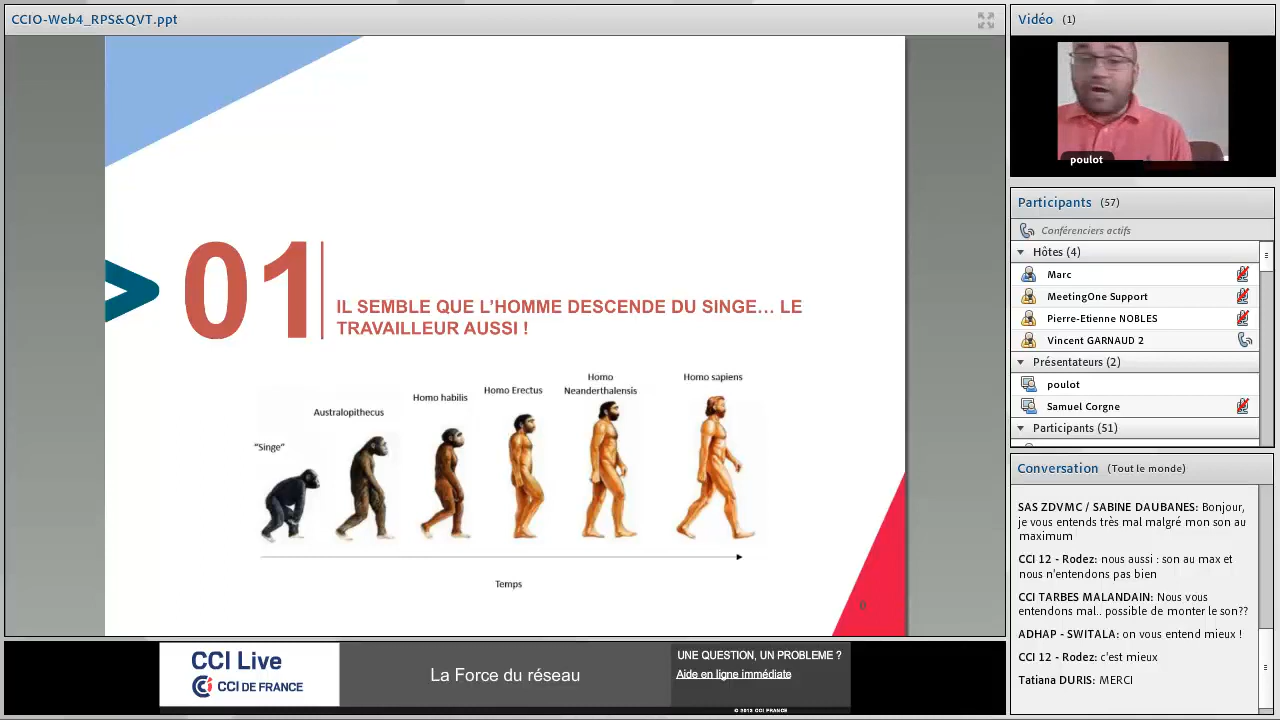 CCIO-Web4_RPS&QVT.ppt
>
01
IL SEMBLE QUE L’HOMME DESCENDE DU SINGE… LE
TRAVAILLEUR AUSSI !
“Singe”
Australopithecus
Homo habilis
Homo Erectus
Homo
Neanderthalensis
Homo sapiens
Temps
CCI Live
CCI DE FRANCE
La Force du réseau
UNE QUESTION, UN PROBLEME ?
Aide en ligne immédiate
© 2013 CCI FRANCE
Vidéo (1)
poulot
Participants (57)
Conférenciers actifs
Hôtes (4)
Marc
MeetingOne Support
Pierre-Etienne NOBLES
Vincent GARNAUD 2
Présentateurs (2)
poulot
Samuel Corgne
Participants (51)
Conversation (Tout le monde)
SAS ZDVMC / SABINE DAUBANES: Bonjour,
je vous entends très mal malgré mon son au
maximum
CCI 12 - Rodez: nous aussi : son au max et
nous n'entendons pas bien
CCI TARBES MALANDAIN: Nous vous
entendons mal.. possible de monter le son??
ADHAP - SWITALA: on vous entend mieux !
CCI 12 - Rodez: c'est mieux
Tatiana DURIS: MERCI